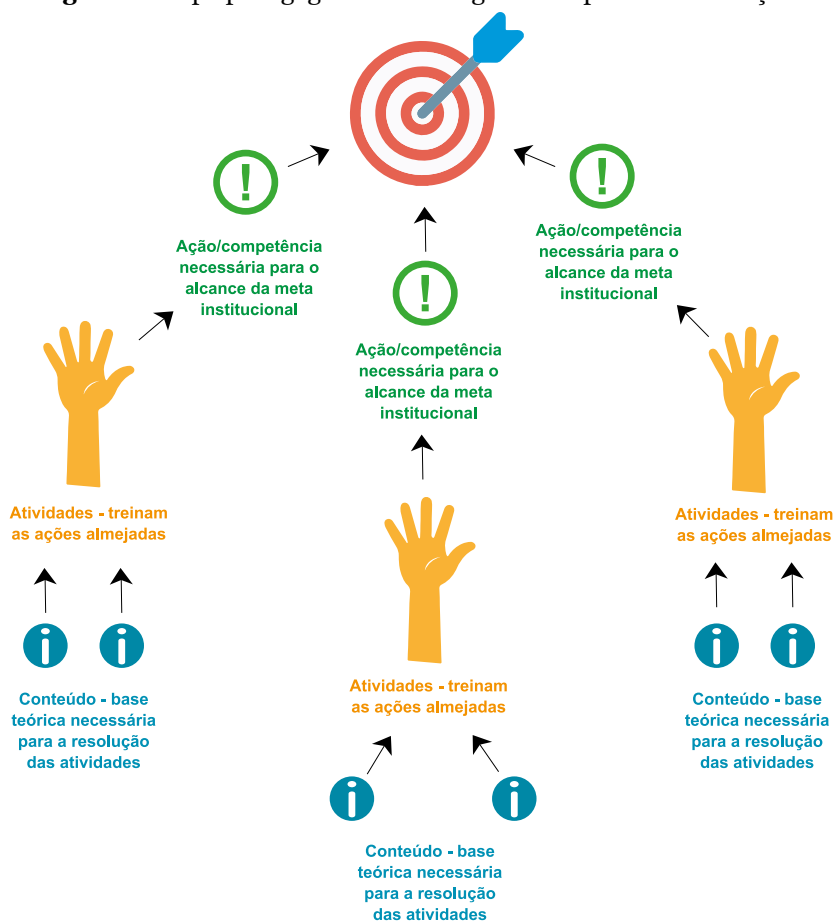 Ação/competência
necessária para o
alcance da meta
institucional
Ação/competência
necessária para o
alcance da meta
institucional
Ação/competência
necessária para o
alcance da meta
institucional
Atividades - treinam
as ações almejadas
Atividades - treinam
as ações almejadas
Atividades - treinam
as ações almejadas
Conteúdo - base
teórica necessária
para a resolução
das atividades
Conteúdo - base
teórica necessária
para a resolução
das atividades
Conteúdo - base
teórica necessária
para a resolução
das atividades